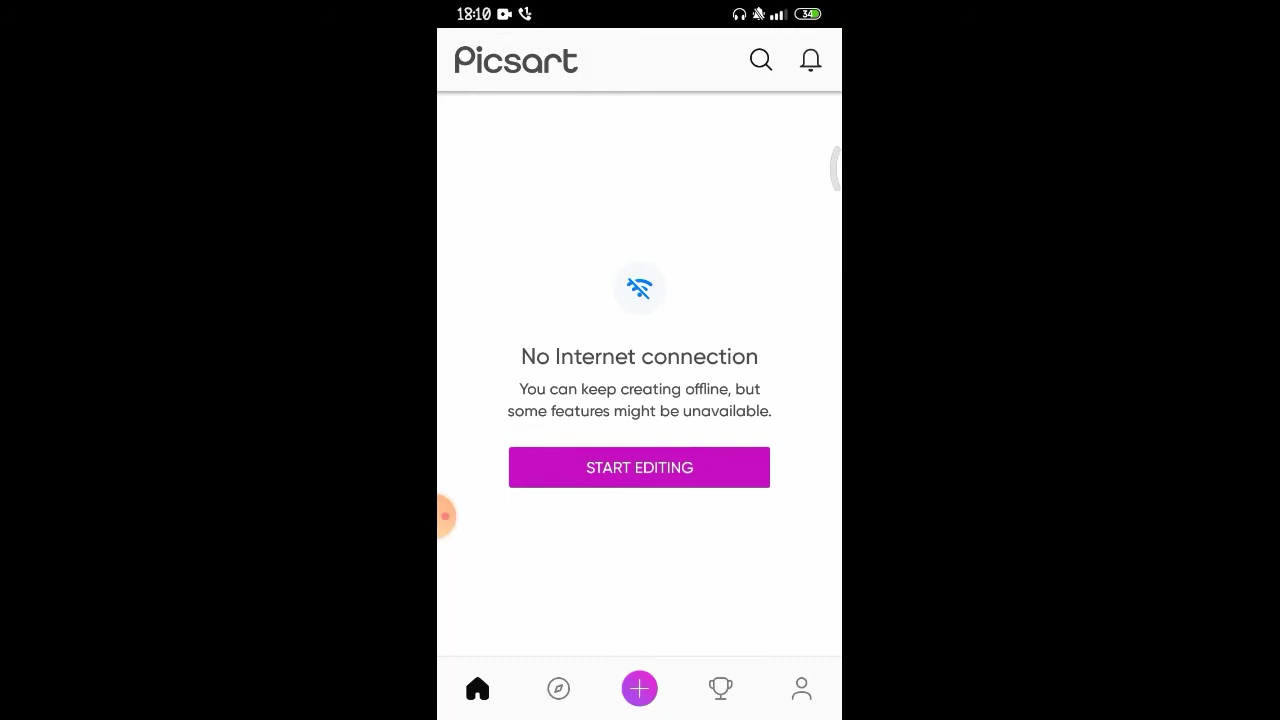 18:10 34
Picsart
No Internet connection
You can keep creating offline, but
some features might be unavailable.
START EDITING